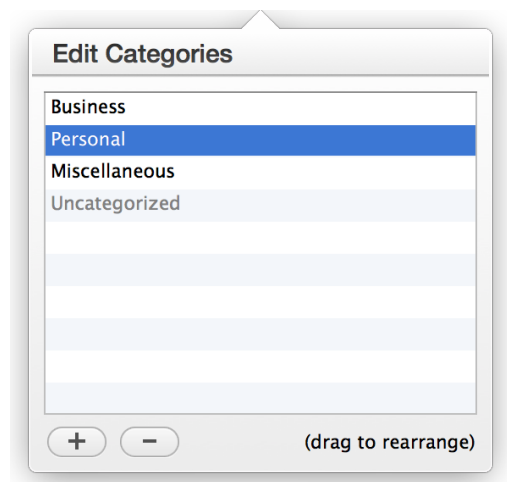 Edit Categories
Business
Personal
Miscellaneous
Uncategorized
+ − (drag to rearrange)